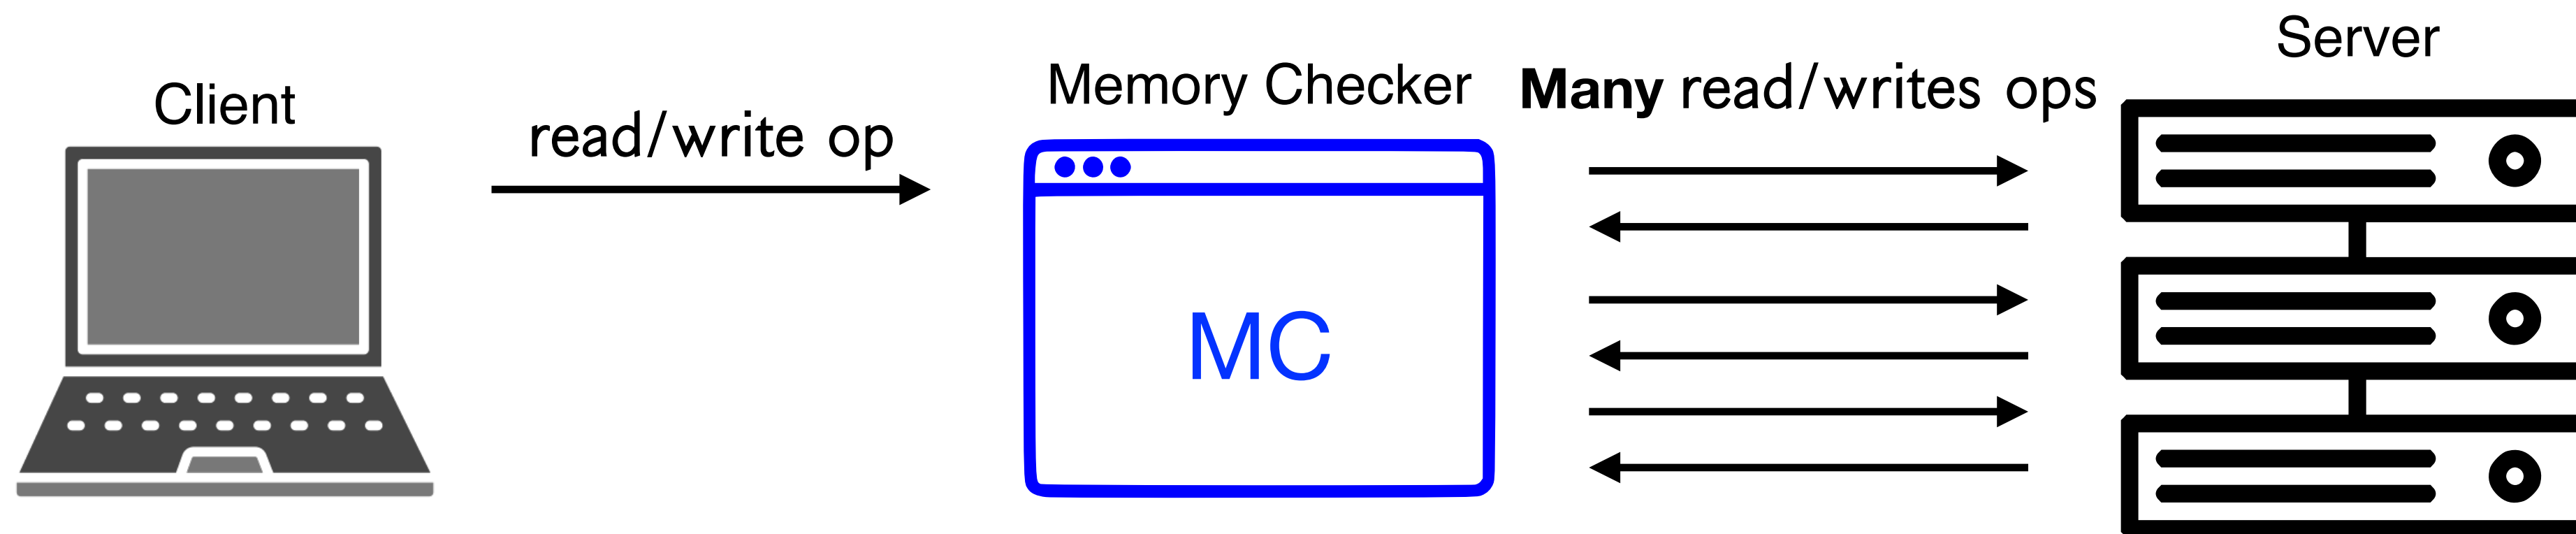 Client
read/write op
Memory Checker
MC
Many read/writes ops
Server